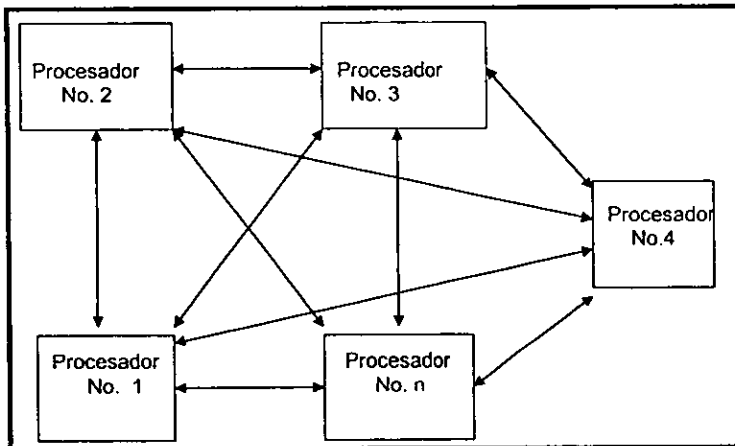 Procesador
No. 2
Procesador
No. 3
Procesador
No.4
Procesador
No. 1
Procesador
No. n